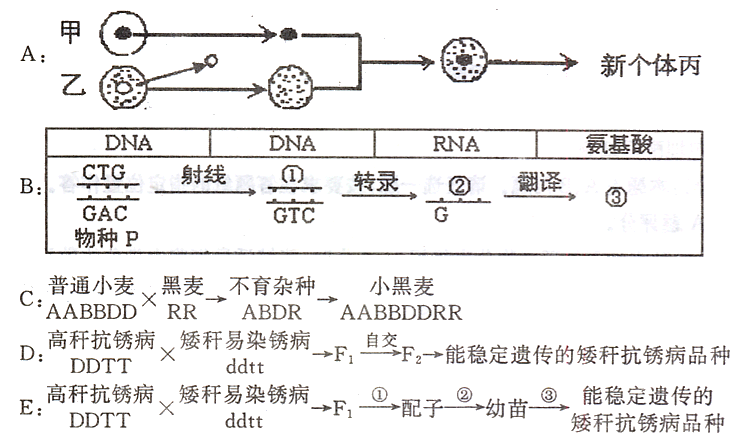 甲
A:
乙
新个体丙
DNA DNA RNA 氨基酸
B: CTG 射线 ① 转录 ② 翻译 ③
GAC GTC G
物种 P
C: 普通小麦 × 黑麦 → 不育杂种 → 小黑麦
AABBDD RR ABDR AABBDDRR
D: 高秆抗锈病 × 矮秆易染锈病 → F₁ 自交→ F₂ → 能稳定遗传的矮秆抗锈病品种
DDTT ddtt
E: 高秆抗锈病 × 矮秆易染锈病 → F₁ ①→ 配子 ②→ 幼苗 ③→ 能稳定遗传的
DDTT ddtt 矮秆抗锈病品种